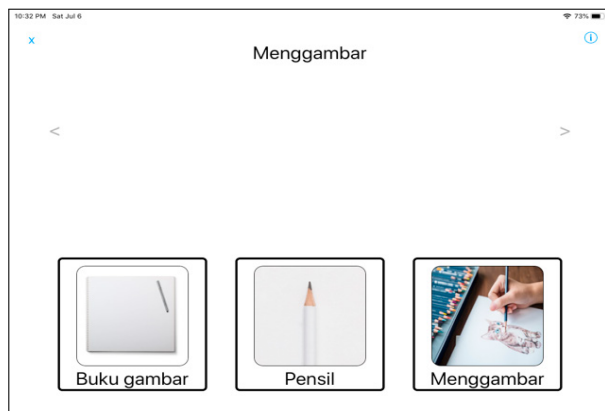 10:32 PM Sat Jul 6 73%
x
Menggambar
< >
Buku gambar
Pensil
Menggambar